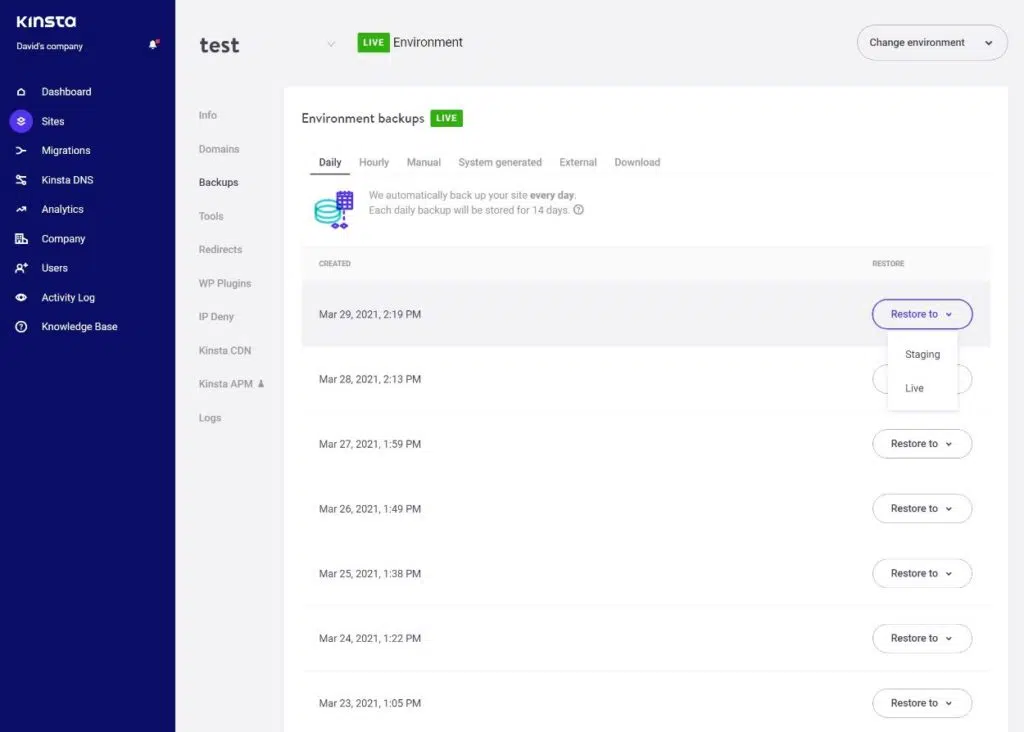 KINSTA
David's company
Dashboard
Sites
Migrations
Kinsta DNS
Analytics
Company
Users
Activity Log
Knowledge Base
test
LIVE Environment
Change environment
Info
Domains
Backups
Tools
Redirects
WP Plugins
IP Deny
Kinsta CDN
Kinsta APM
Logs
Environment backups LIVE
Daily Hourly Manual System generated External Download
We automatically back up your site every day.
Each daily backup will be stored for 14 days.
CREATED RESTORE
Mar 29, 2021, 2:19 PM Restore to
Staging
Mar 28, 2021, 2:13 PM
Live
Mar 27, 2021, 1:59 PM Restore to
Mar 26, 2021, 1:49 PM Restore to
Mar 25, 2021, 1:38 PM Restore to
Mar 24, 2021, 1:22 PM Restore to
Mar 23, 2021, 1:05 PM Restore to